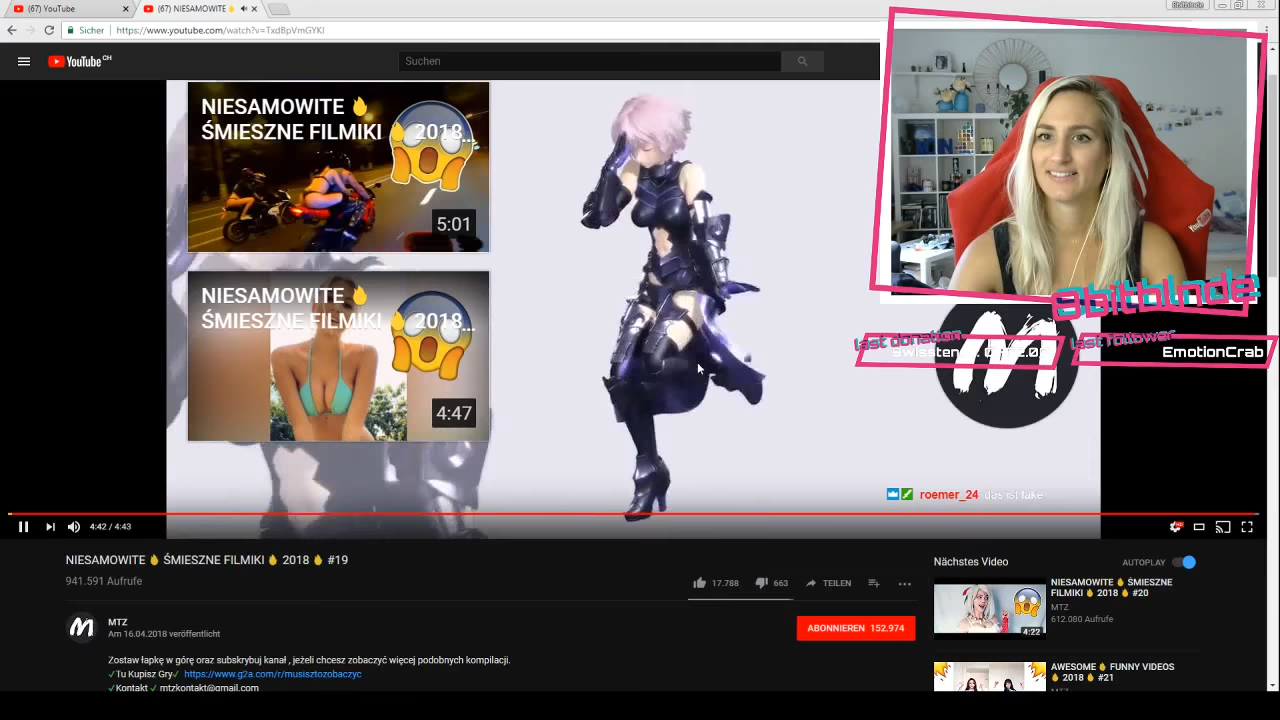 (67) YouTube
(67) NIESAMOWITE
8bitblnde
Sicher
https://www.youtube.com/watch?v=TxdBpVmGYKI
YouTube CH
Suchen
NIESAMOWITE 🔥
ŚMIESZNE FILMIKI 🔥 2018...
5:01
NIESAMOWITE 🔥
ŚMIESZNE FILMIKI 🔥 2018...
4:47
8bitblnde
last donation
last follower
EmotionCrab
roemer_24 das ist fake
4:42 / 4:43
NIESAMOWITE 🔥 ŚMIESZNE FILMIKI 🔥 2018 🔥 #19
941.591 Aufrufe
17.788
663
TEILEN
MTZ
Am 16.04.2018 veröffentlicht
ABONNIEREN 152.974
Zostaw łapkę w górę oraz subskrybuj kanał , jeżeli chcesz zobaczyć więcej podobnych kompilacji.
✓Tu Kupisz Gry✓ https://www.g2a.com/r/musisztozobaczyc
✓Kontakt ✓ mtzkontakt@gmail.com
Nächstes Video
AUTOPLAY
NIESAMOWITE 🔥 ŚMIESZNE
FILMIKI 🔥 2018 🔥 #20
MTZ
612.080 Aufrufe
4:22
AWESOME 🔥 FUNNY VIDEOS
🔥 2018 🔥 #21
MTZ